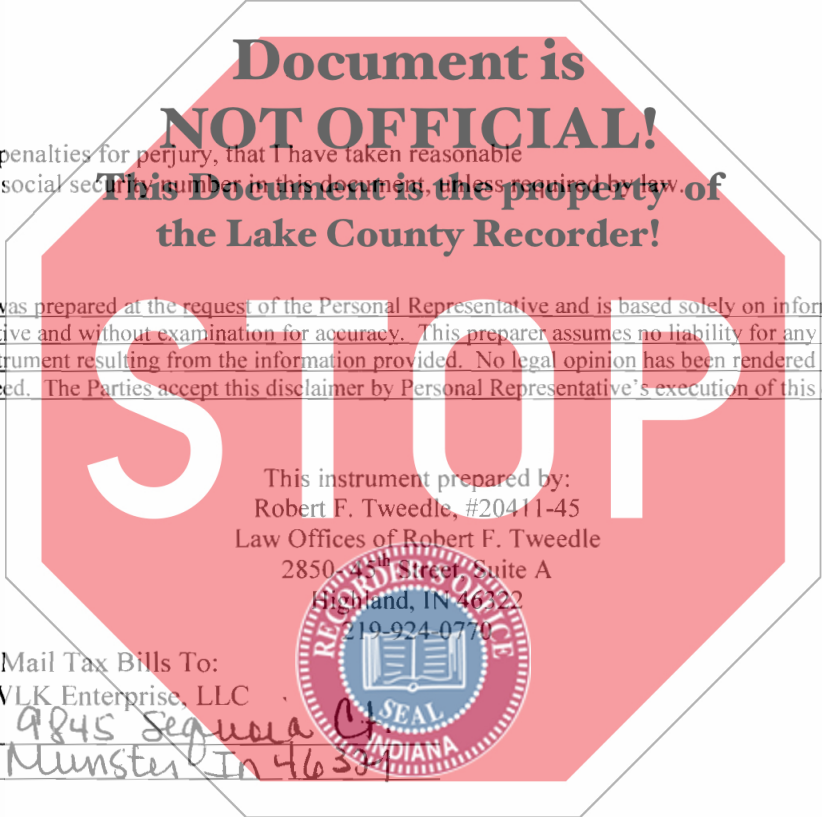 Document is
NOT OFFICIAL!
penalties for perjury, that I have taken reasonable
social security number in this document, unless required by law.
This Document is the property of
the Lake County Recorder!
was prepared at the request of the Personal Representative and is based solely on infor
ive and without examination for accuracy. This preparer assumes no liability for any
trument resulting from the information provided. No legal opinion has been rendered
ed. The Parties accept this disclaimer by Personal Representative's execution of this
STOP
This instrument prepared by:
Robert F. Tweedle, #20411-45
Law Offices of Robert F. Tweedle
2850-45th Street, Suite A
Highland, IN 46322
219-924-0770
RECORDER'S OFFICE
SEAL
INDIANA
Mail Tax Bills To:
VLK Enterprise, LLC
9845 Sequoia Ct.
Munster In 46321